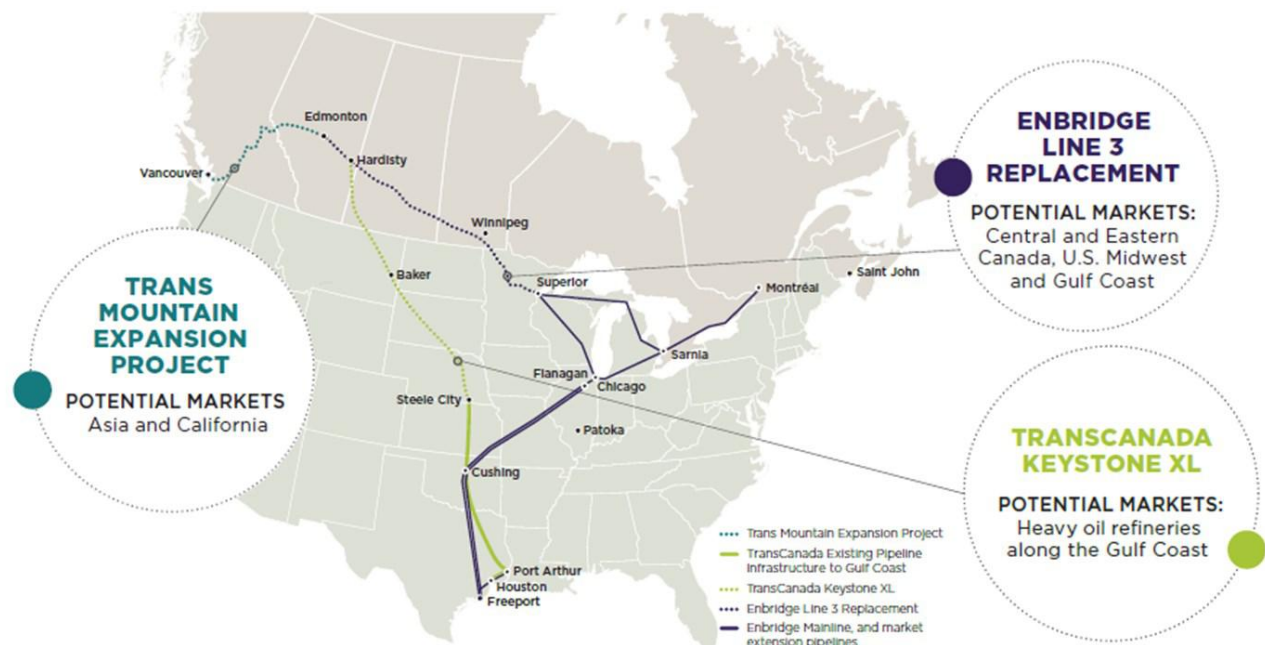 Edmonton
Hardisty
Vancouver
Winnipeg
Baker
Superior
Montréal
Saint John
Sarnia
Flanagan
Chicago
Steele City
Patoka
Cushing
Port Arthur
Houston
Freeport
TRANS
MOUNTAIN
EXPANSION
PROJECT
POTENTIAL MARKETS
Asia and California
ENBRIDGE
LINE 3
REPLACEMENT
POTENTIAL MARKETS:
Central and Eastern
Canada, U.S. Midwest
and Gulf Coast
TRANSCANADA
KEYSTONE XL
POTENTIAL MARKETS:
Heavy oil refineries
along the Gulf Coast
Trans Mountain Expansion Project
TransCanada Existing Pipeline
Infrastructure to Gulf Coast
TransCanada Keystone XL
Enbridge Line 3 Replacement
Enbridge Mainline, and market
extension pipelines